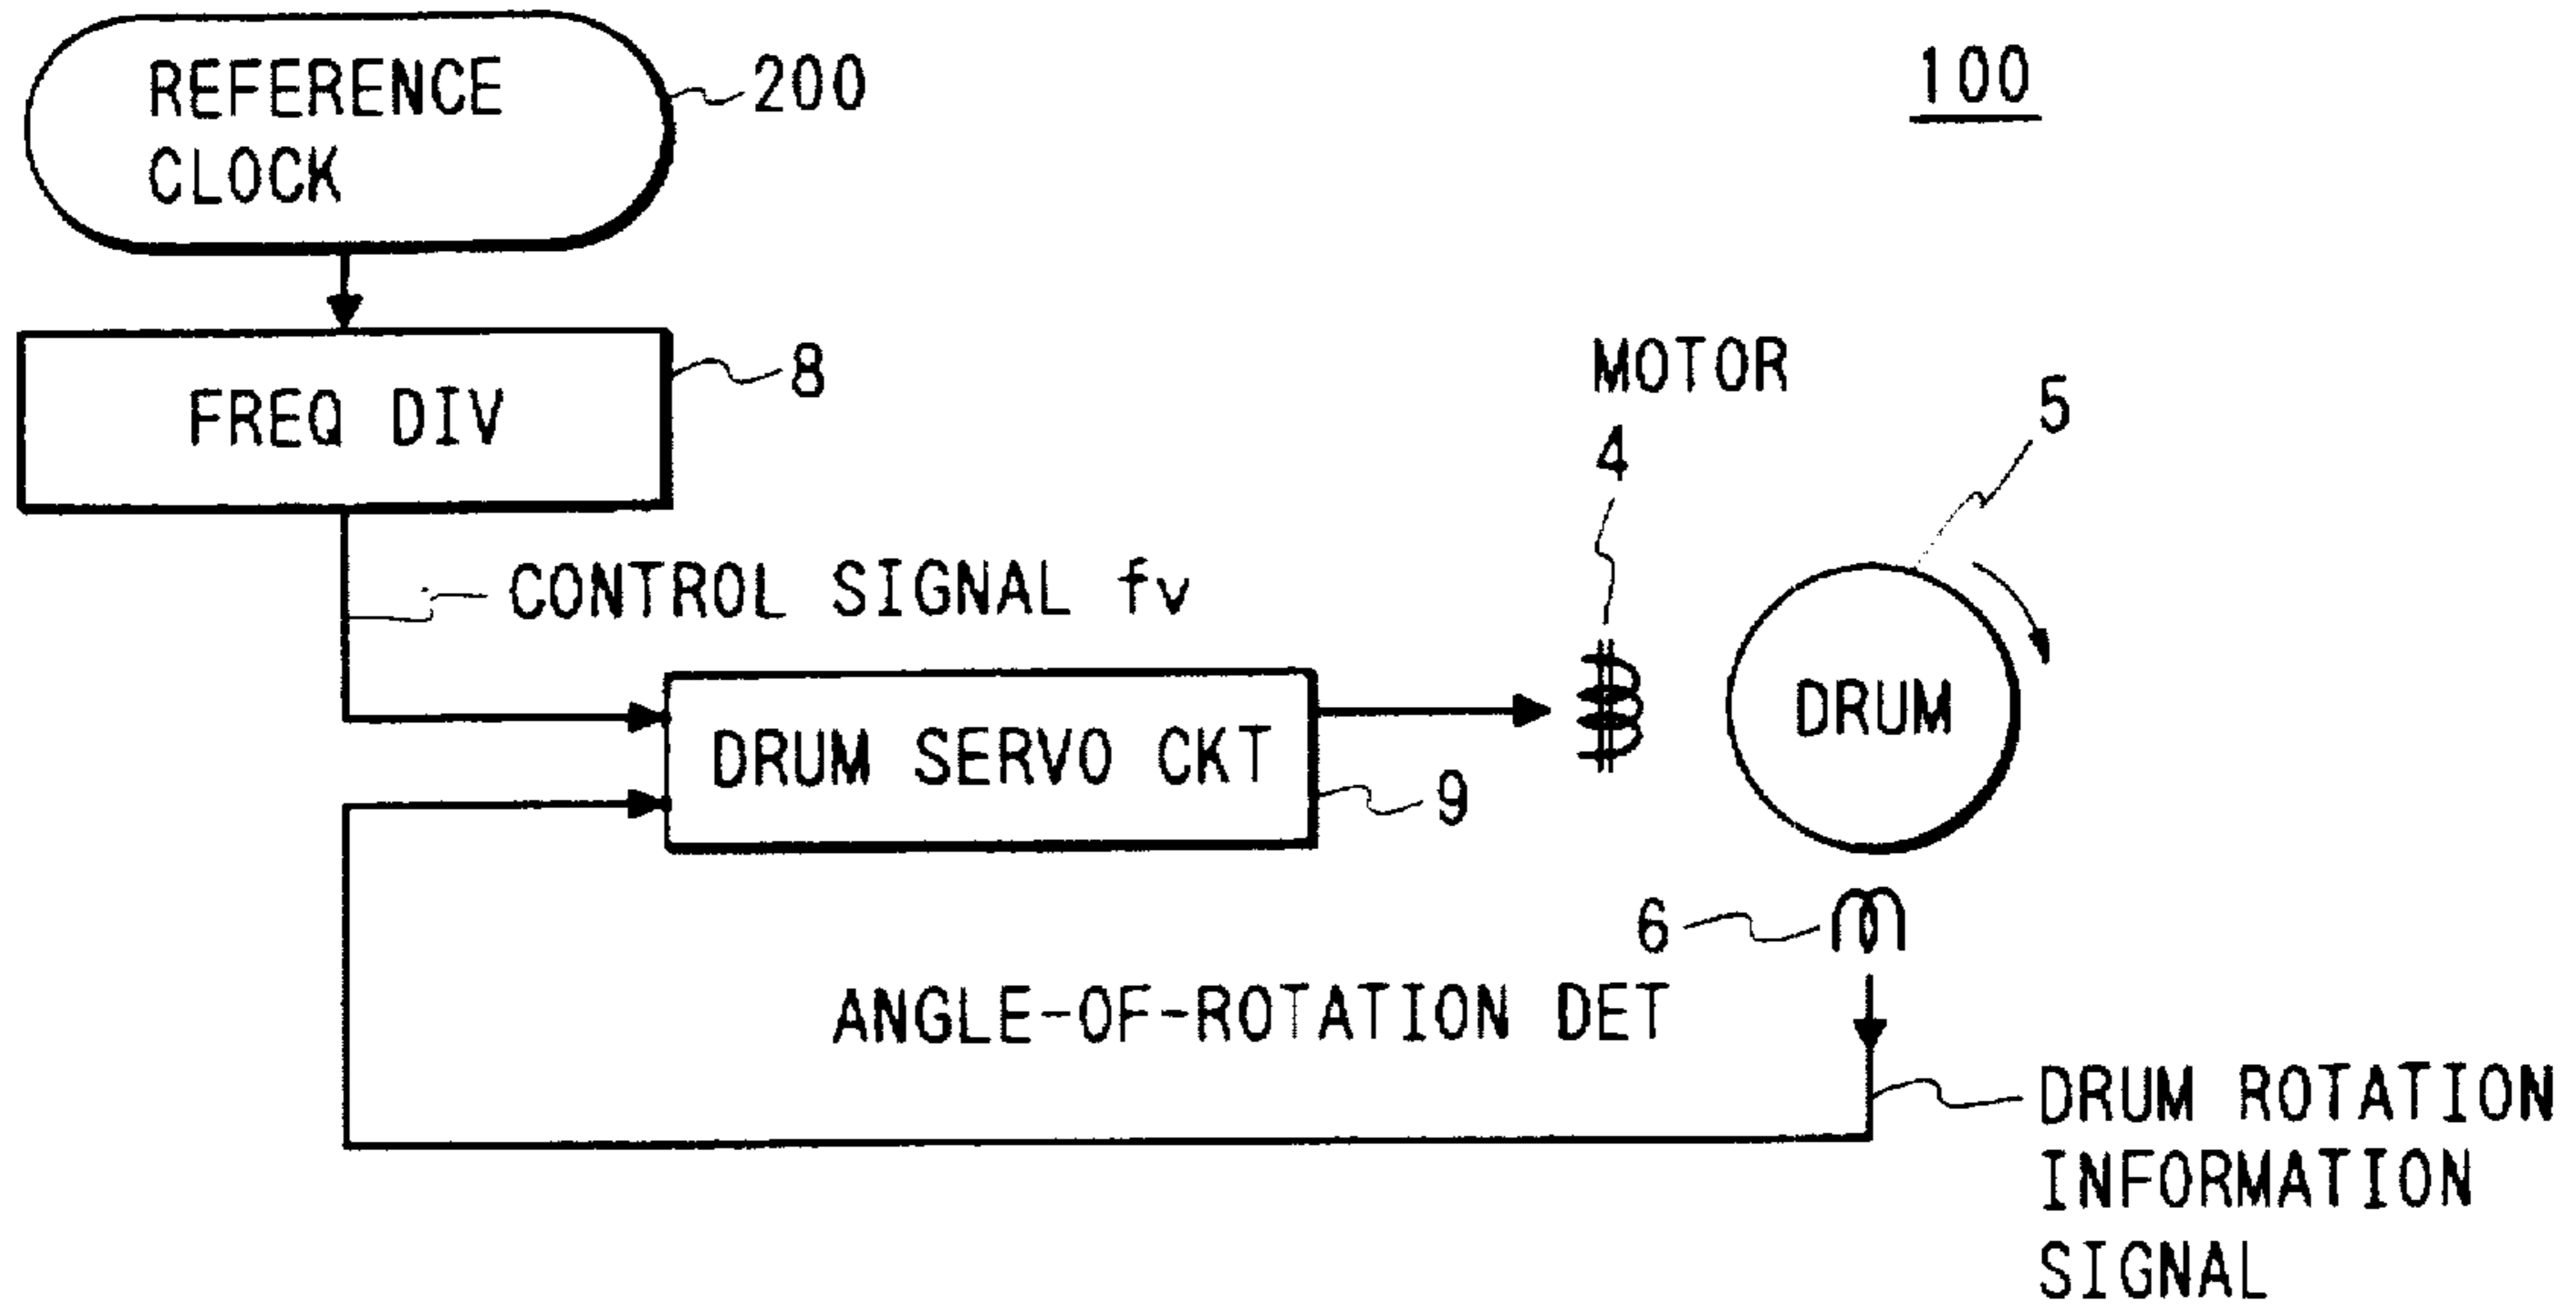 REFERENCE
CLOCK
200
100
FREQ DIV
8
MOTOR
4
5
CONTROL SIGNAL fv
DRUM SERVO CKT
9
DRUM
6
ANGLE-OF-ROTATION DET
DRUM ROTATION
INFORMATION
SIGNAL